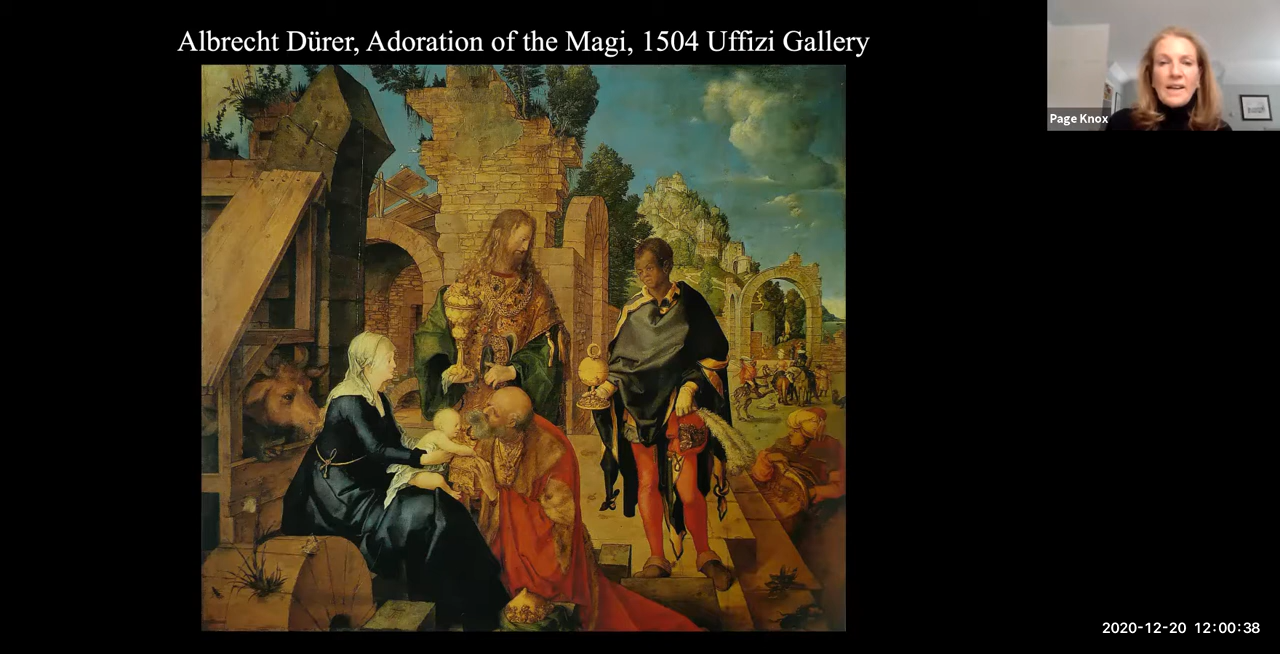 Albrecht Dürer, Adoration of the Magi, 1504 Uffizi Gallery
Page Knox
2020-12-20 12:00:38